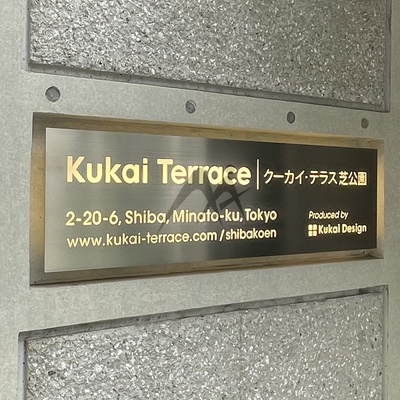 Kukai Terrace | クーカイ・テラス芝公園
2-20-6, Shiba, Minato-ku, Tokyo
www.kukai-terrace.com/shibakoen
Produced by
Kukai Design